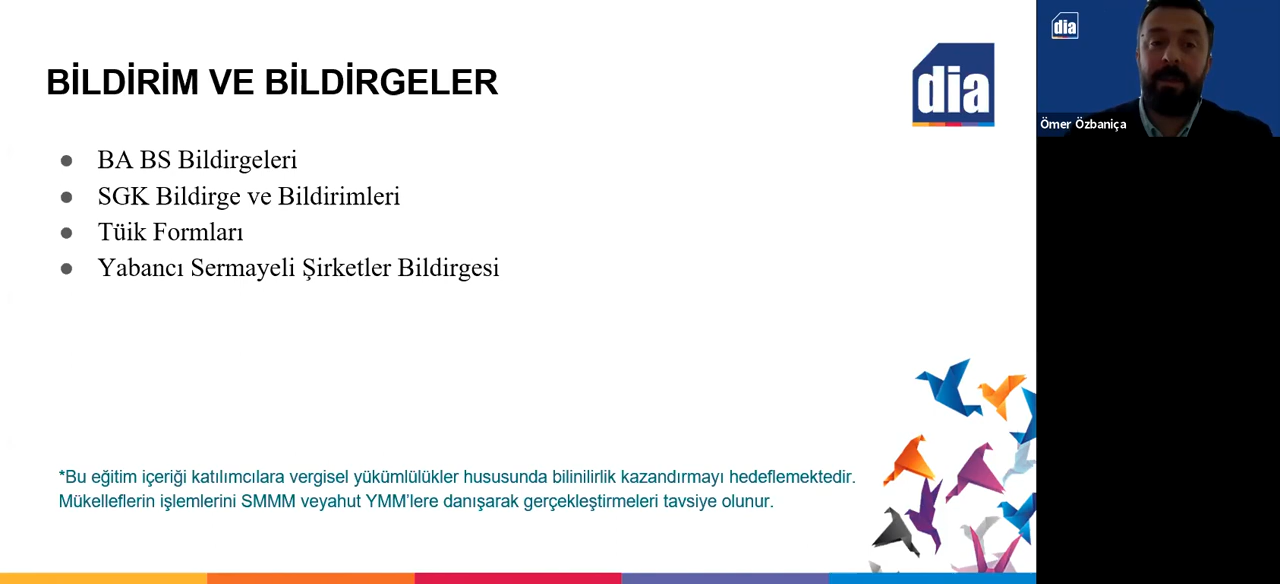 BİLDİRİM VE BİLDİRGELER
dia
dia
Ömer Özbaniça
BA BS Bildirgeleri
SGK Bildirge ve Bildirimleri
Tüik Formları
Yabancı Sermayeli Şirketler Bildirgesi
*Bu eğitim içeriği katılımcılara vergisel yükümlülükler hususunda bilinilirlik kazandırmayı hedeflemektedir.
Mükelleflerin işlemlerini SMMM veyahut YMM'lere danışarak gerçekleştirmeleri tavsiye olunur.